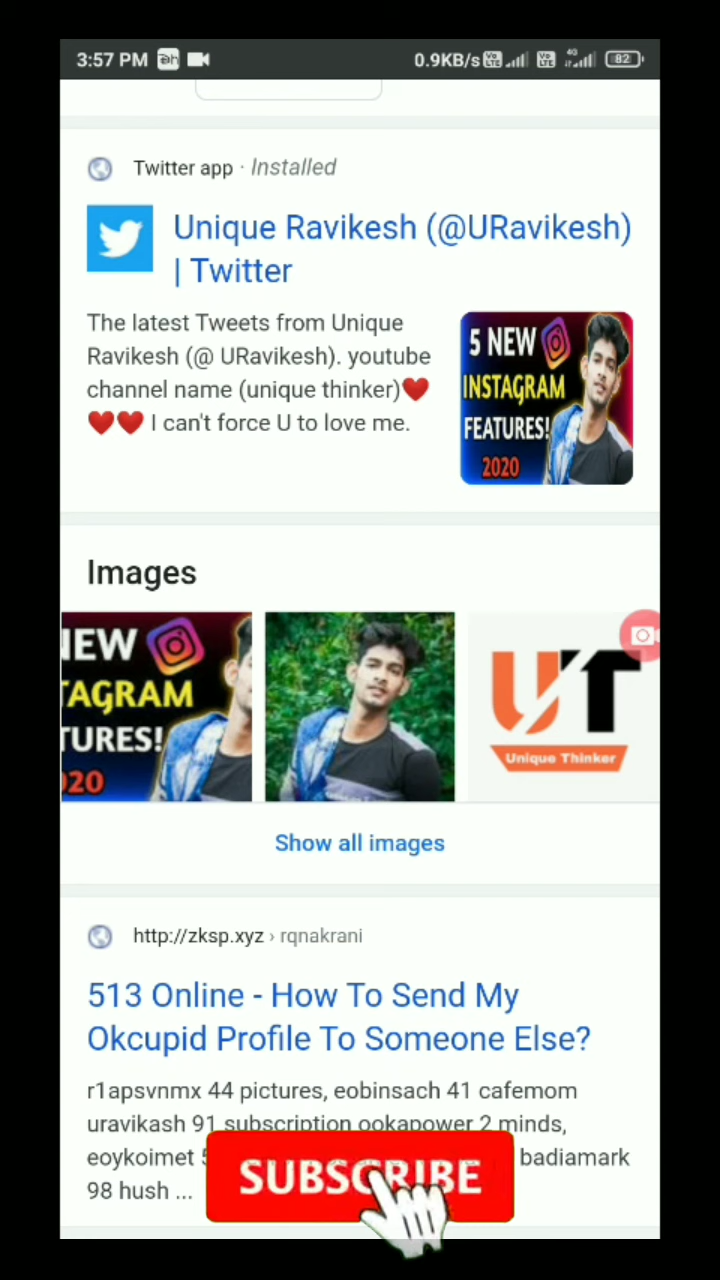 3:57 PM 0.9KB/s 4G 82
Twitter app · Installed
Unique Ravikesh (@URavikesh)
| Twitter
The latest Tweets from Unique
Ravikesh (@ URavikesh). youtube
channel name (unique thinker)❤️
❤️❤️ I can't force U to love me.
5 NEW
INSTAGRAM
FEATURES!
2020
Images
NEW
TAGRAM
TURES!
020
UT
Unique Thinker
Show all images
http://zksp.xyz › rqnakrani
513 Online - How To Send My
Okcupid Profile To Someone Else?
r1apsvnmx 44 pictures, eobinsach 41 cafemom
uravikash 91 subscription ookapower 2 minds,
eoykoimet badiamark
98 hush ...
SUBSCRIBE